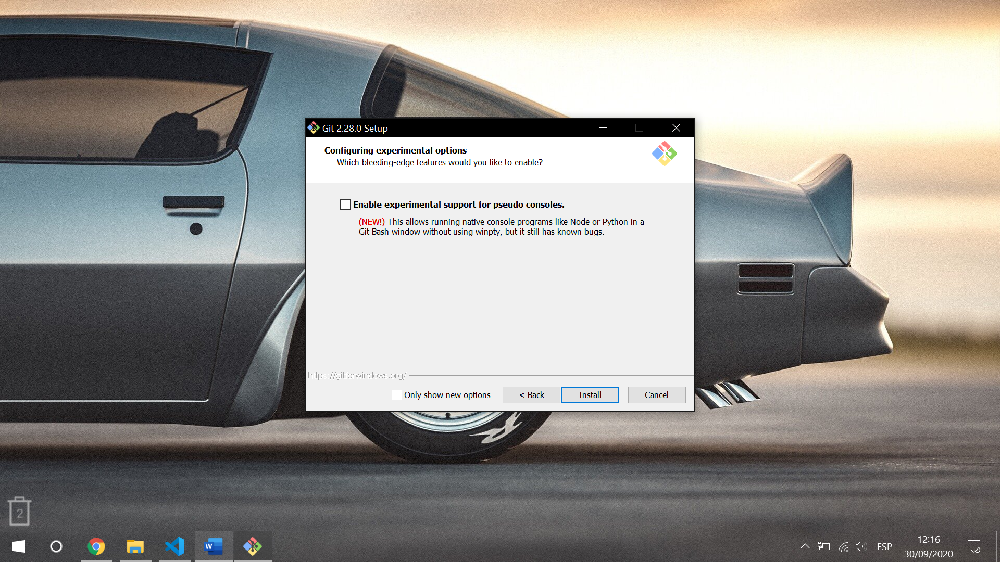 Git 2.28.0 Setup
Configuring experimental options
Which bleeding-edge features would you like to enable?
Enable experimental support for pseudo consoles.
(NEW!) This allows running native console programs like Node or Python in a
Git Bash window without using winpty, but it still has known bugs.
https://gitforwindows.org/
Only show new options
< Back
Install
Cancel
2
W
ESP
12:16
30/09/2020